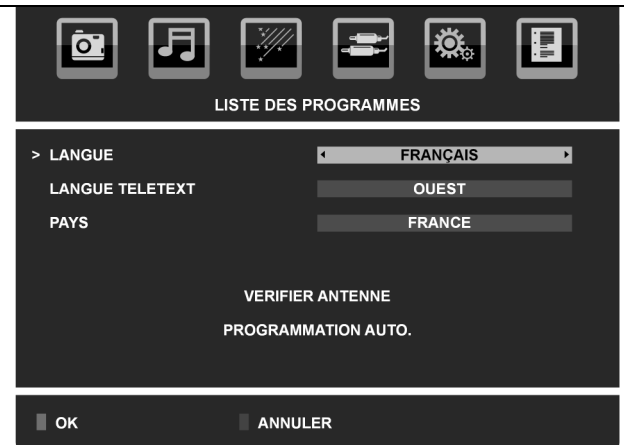 LISTE DES PROGRAMMES
> LANGUE FRANÇAIS
LANGUE TELETEXT OUEST
PAYS FRANCE
VERIFIER ANTENNE
PROGRAMMATION AUTO.
OK ANNULER